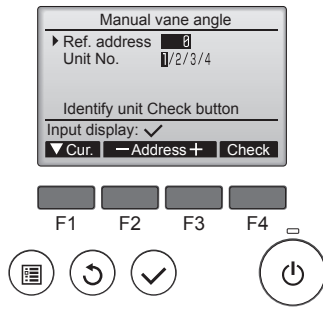 Manual vane angle
Ref. address 0
Unit No. 1/2/3/4
Identify unit Check button
Input display: ✓
▼ Cur. − Address + Check
F1 F2 F3 F4